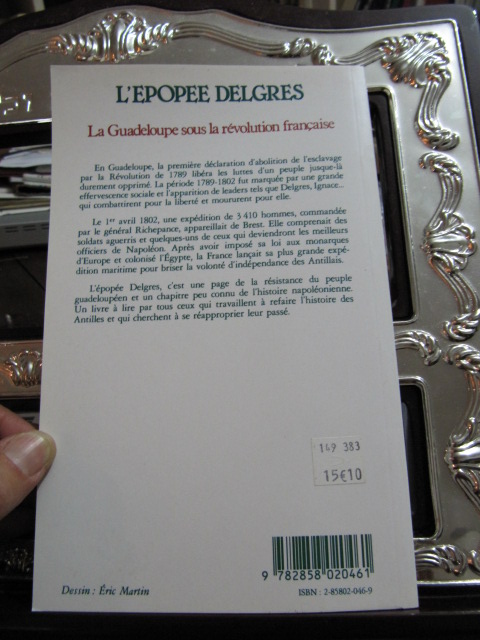 L'EPOPEE DELGRES
La Guadeloupe sous la révolution française
En Guadeloupe, la première déclaration d'abolition de l'esclavage
par la Révolution de 1789 libéra les luttes d'un peuple jusque-là
durement opprimé. La période 1789-1802 fut marquée par une grande
effervescence sociale et l'apparition de leaders tels que Delgres, Ignace...
qui combattirent pour la liberté et moururent pour elle.
Le 1er avril 1802, une expédition de 3 410 hommes, commandée
par le général Richepance, appareillait de Brest. Elle comprenait des
soldats aguerris et quelques-uns de ceux qui deviendront les meilleurs
officiers de Napoléon. Après avoir imposé sa loi aux monarques
d'Europe et colonisé l'Égypte, la France lançait sa plus grande expé-
dition maritime pour briser la volonté d'indépendance des Antillais.
L'épopée Delgres, c'est une page de la résistance du peuple
guadeloupéen et un chapitre peu connu de l'histoire napoléonienne.
Un livre à lire par tous ceux qui travaillent à refaire l'histoire des
Antilles et qui cherchent à se réapproprier leur passé.
149 383
15€10
9 782858 020461
Dessin : Éric Martin
ISBN : 2-85802-046-9